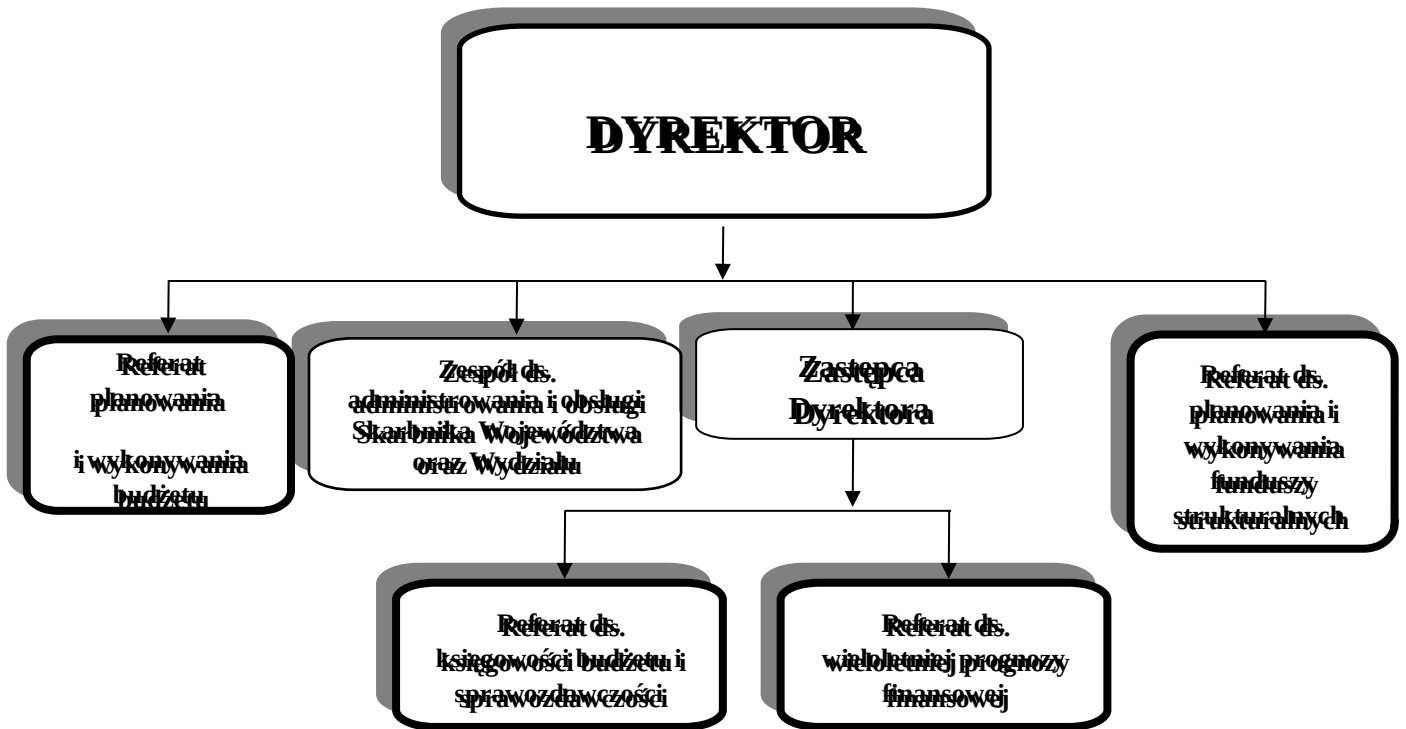 DYREKTOR
Referat
planowania
i wykonywania
budżetu
Zespół ds.
administrowania i obsługi
Skarbnika Województwa
oraz Wydziału
Zastępca
Dyrektora
Referat ds.
planowania i
wykonywania
funduszy
strukturalnych
Referat ds.
księgowości budżetu i
sprawozdawczości
Referat ds.
wieloletniej prognozy
finansowej